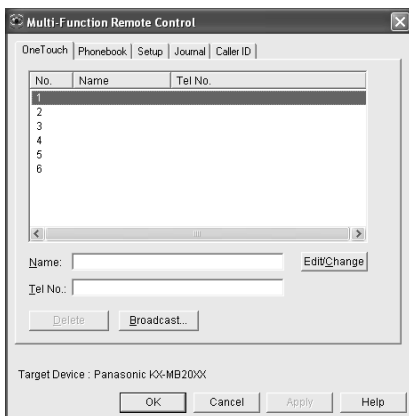 Multi-Function Remote Control
OneTouch Phonebook Setup Journal Caller ID
No. Name Tel No.
1
2
3
4
5
6
Name: Edit/Change
Tel No.:
Delete Broadcast...
Target Device : Panasonic KX-MB20XX
OK Cancel Apply Help